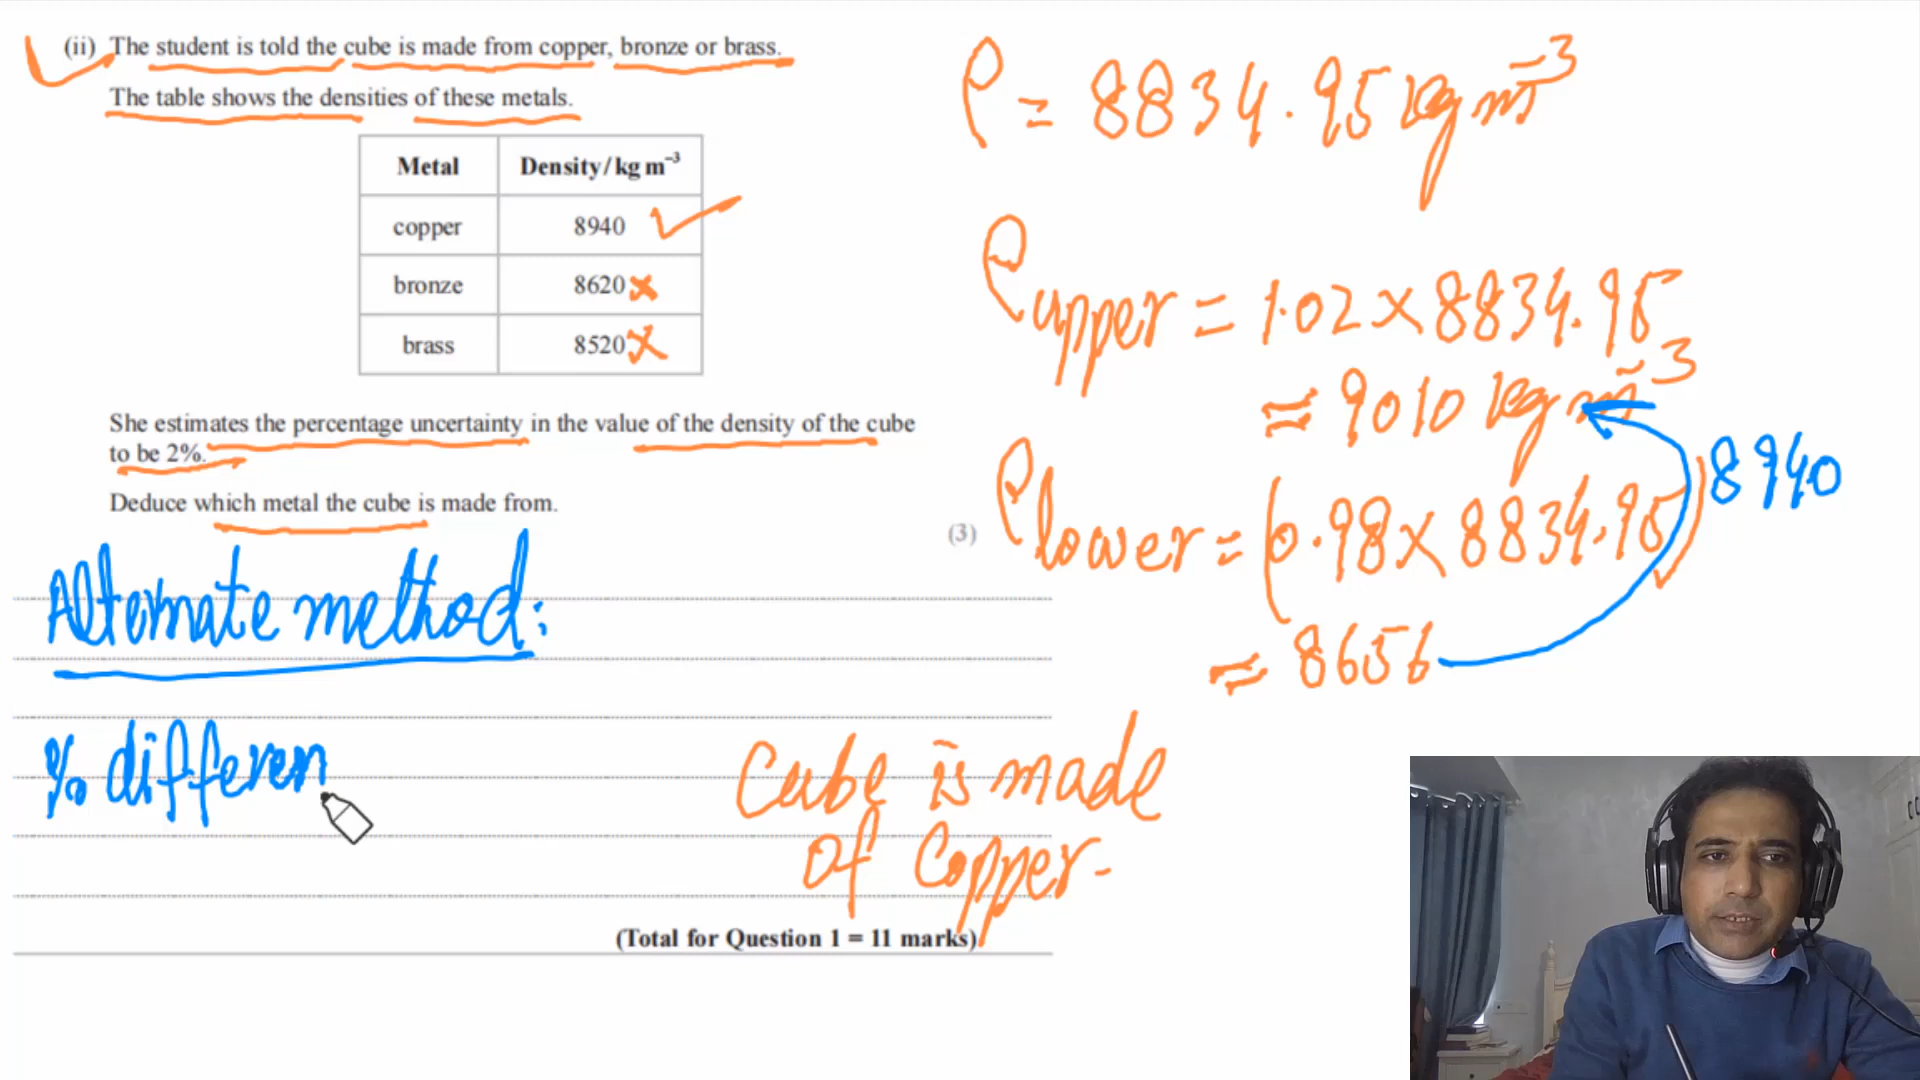 (ii) The student is told the cube is made from copper, bronze or brass.
The table shows the densities of these metals.
Metal Density/kg m⁻³
copper 8940
bronze 8620
brass 8520
She estimates the percentage uncertainty in the value of the density of the cube
to be 2%.
Deduce which metal the cube is made from.
(3)
Alternate method:
% differen
(Total for Question 1 = 11 marks)
ρ = 8834.95 kg m⁻³
ρupper = 1.02 × 8834.95
≈ 9010 kg m⁻³
8940
ρlower = (0.98 × 8834.95)
≈ 8656
Cube is made
of Copper.